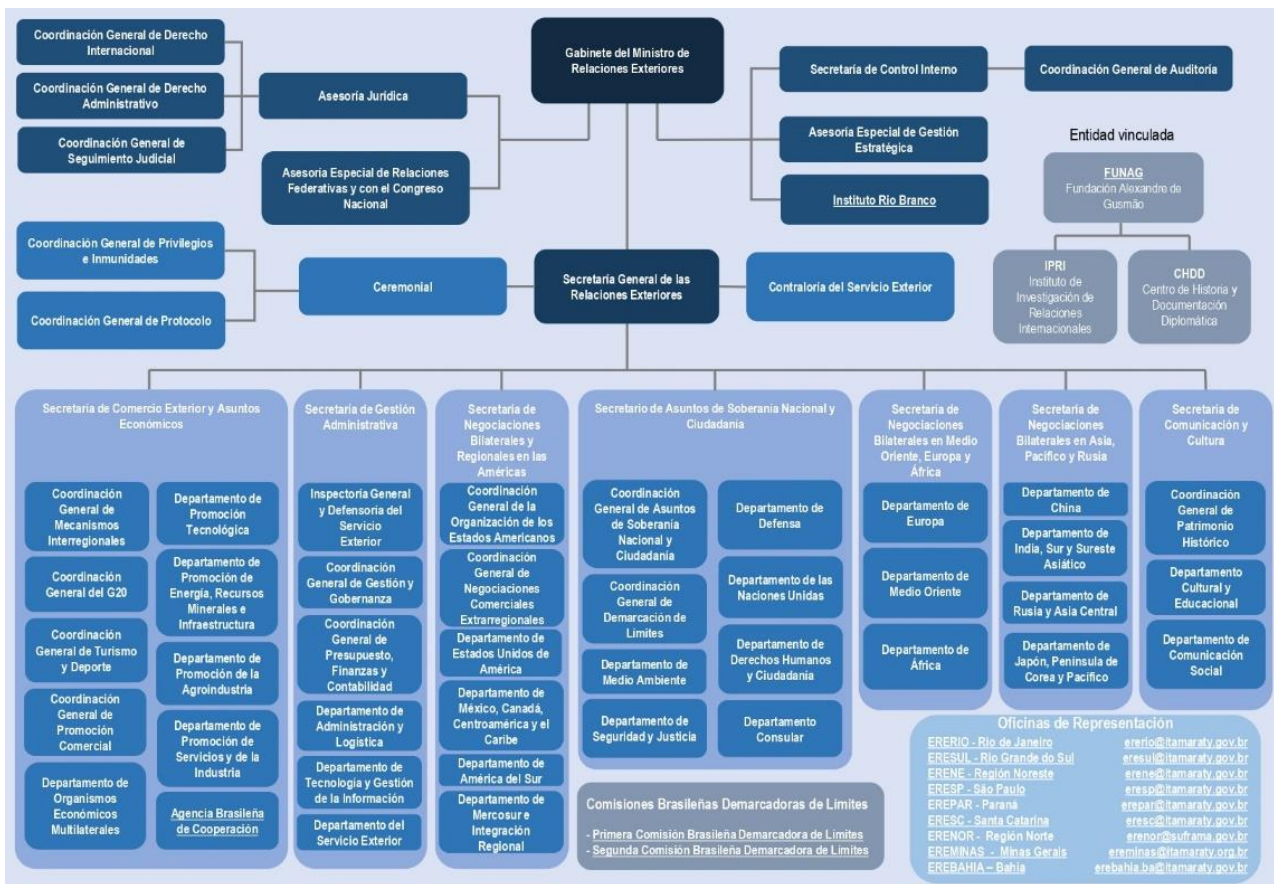 Coordinación General de Derecho
Internacional
Coordinación General de Derecho
Administrativo
Coordinación General de
Seguimiento Judicial
Asesoría Jurídica
Asesoría Especial de Relaciones
Federativas y con el Congreso
Nacional
Gabinete del Ministro de
Relaciones Exteriores
Secretaría de Control Interno
Coordinación General de Auditoría
Asesoría Especial de Gestión
Estratégica
Instituto Rio Branco
Entidad vinculada
FUNAG
Fundación Alexandre de
Gusmão
IPRI
Instituto de
Investigación de
Relaciones
Internacionales
CHDD
Centro de Historia y
Documentación
Diplomática
Coordinación General de Privilegios
e Inmunidades
Coordinación General de Protocolo
Ceremonial
Secretaría General de las
Relaciones Exteriores
Contraloría del Servicio Exterior
Secretaría de Comercio Exterior y Asuntos
Económicos
Coordinación
General de
Mecanismos
Interregionales
Coordinación
General del G20
Coordinación
General de Turismo
y Deporte
Coordinación
General de
Promoción
Comercial
Departamento de
Organismos
Económicos
Multilaterales
Departamento de
Promoción
Tecnológica
Departamento de
Promoción de
Energía, Recursos
Minerales e
Infraestructura
Departamento de
Promoción de la
Agroindustria
Departamento de
Promoción de
Servicios y de la
Industria
Agencia Brasileña
de Cooperación
Secretaría de Gestión
Administrativa
Inspectoría General
y Defensoría del
Servicio
Exterior
Coordinación
General de Gestión y
Gobernanza
Coordinación
General de
Presupuesto,
Finanzas y
Contabilidad
Departamento de
Administración y
Logística
Departamento de
Tecnología y Gestión
de la Información
Departamento del
Servicio Exterior
Secretaría de
Negociaciones
Bilaterales y
Regionales en las
Américas
Coordinación
General de la
Organización de los
Estados Americanos
Coordinación
General de
Negociaciones
Comerciales
Extrarregionales
Departamento de
Estados Unidos de
América
Departamento de
México, Canadá,
Centroamérica y el
Caribe
Departamento de
América del Sur
Departamento de
Mercosur e
Integración
Regional
Secretario de Asuntos de Soberanía Nacional y
Ciudadanía
Coordinación
General de Asuntos
de Soberanía
Nacional y
Ciudadanía
Coordinación
General de
Demarcación de
Limites
Departamento de
Medio Ambiente
Departamento de
Seguridad y Justicia
Departamento de
Defensa
Departamento de las
Naciones Unidas
Departamento de
Derechos Humanos
y Ciudadanía
Departamento
Consular
Comisiones Brasileñas Demarcadoras de Limites
- Primera Comisión Brasileña Demarcadora de Limites
- Segunda Comisión Brasileña Demarcadora de Limites
Secretaría de
Negociaciones
Bilaterales en Medio
Oriente, Europa y
África
Departamento de
Europa
Departamento de
Medio Oriente
Departamento de
África
Secretaría de
Negociaciones
Bilaterales en Asia,
Pacífico y Rusia
Departamento de
China
Departamento de
India, Sur y Sureste
Asiático
Departamento de
Rusia y Asia Central
Departamento de
Japón, Península de
Corea y Pacífico
Secretaría de
Comunicación y
Cultura
Coordinación
General de
Patrimonio
Histórico
Departamento
Cultural y
Educacional
Departamento de
Comunicación
Social
Oficinas de Representación
ERERIO - Rio de Janeiro ererio@itamaraty.gov.br
ERESUL - Rio Grande do Sul eresul@itamaraty.gov.br
ERENE - Región Noreste erene@itamaraty.gov.br
ERESP - São Paulo eresp@itamaraty.gov.br
EREPAR - Paraná erepar@itamaraty.gov.br
ERESC - Santa Catarina eresc@itamaraty.gov.br
ERENOR - Región Norte erenor@suframa.gov.br
EREMINAS - Minas Gerais ereminas@itamaraty.org.br
EREBAHIA – Bahia erebahia.ba@itamaraty.gov.br